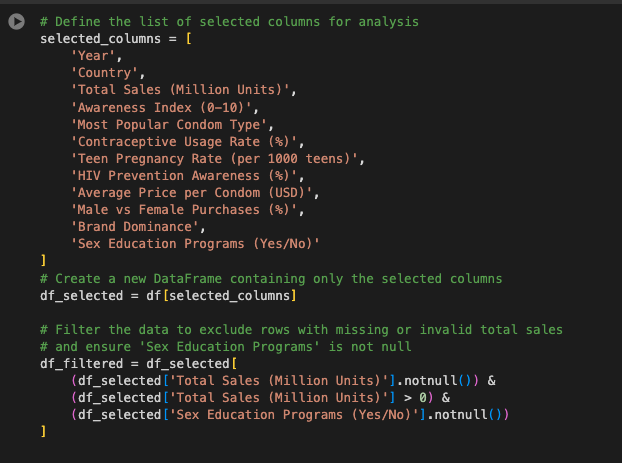 # Define the list of selected columns for analysis
selected_columns = [
    'Year',
    'Country',
    'Total Sales (Million Units)',
    'Awareness Index (0-10)',
    'Most Popular Condom Type',
    'Contraceptive Usage Rate (%)',
    'Teen Pregnancy Rate (per 1000 teens)',
    'HIV Prevention Awareness (%)',
    'Average Price per Condom (USD)',
    'Male vs Female Purchases (%)',
    'Brand Dominance',
    'Sex Education Programs (Yes/No)'
]
# Create a new DataFrame containing only the selected columns
df_selected = df[selected_columns]

# Filter the data to exclude rows with missing or invalid total sales
# and ensure 'Sex Education Programs' is not null
df_filtered = df_selected[
    (df_selected['Total Sales (Million Units)'].notnull()) &
    (df_selected['Total Sales (Million Units)'] > 0) &
    (df_selected['Sex Education Programs (Yes/No)'].notnull())
]